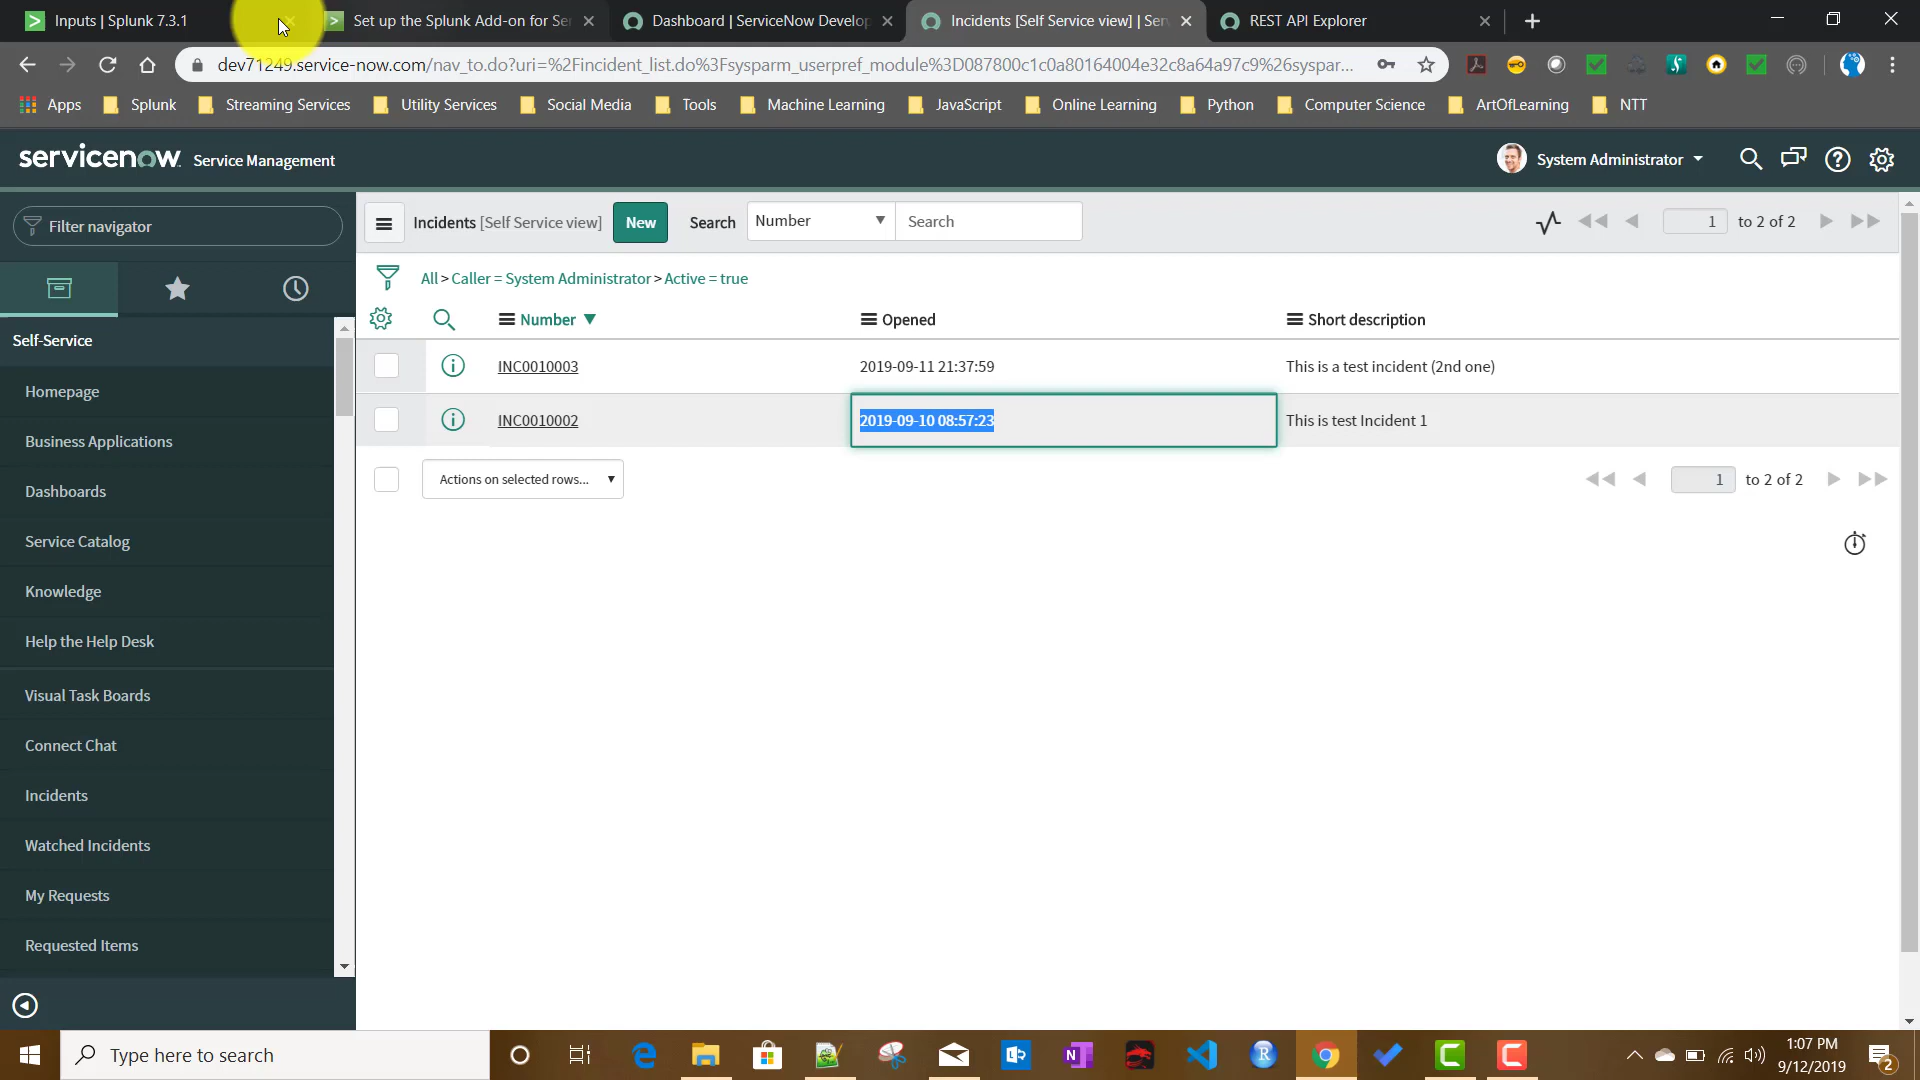 Inputs | Splunk 7.3.1
Set up the Splunk Add-on for Se
Dashboard | ServiceNow Develop
Incidents [Self Service view] | Ser
REST API Explorer
dev71249.service-now.com/nav_to.do?uri=%2Fincident_list.do%3Fsysparm_userpref_module%3D087800c1c0a80164004e32c8a64a97c9%26syspar...
Apps
Splunk
Streaming Services
Utility Services
Social Media
Tools
Machine Learning
JavaScript
Online Learning
Python
Computer Science
ArtOfLearning
NTT
servicenow Service Management
System Administrator
Filter navigator
Incidents [Self Service view]
New
Search
Number
Search
1 to 2 of 2
All > Caller = System Administrator > Active = true
Number
Opened
Short description
INC0010003
2019-09-11 21:37:59
This is a test incident (2nd one)
INC0010002
2019-09-10 08:57:23
This is test Incident 1
Actions on selected rows...
1 to 2 of 2
Self-Service
Homepage
Business Applications
Dashboards
Service Catalog
Knowledge
Help the Help Desk
Visual Task Boards
Connect Chat
Incidents
Watched Incidents
My Requests
Requested Items
Type here to search
1:07 PM
9/12/2019
2